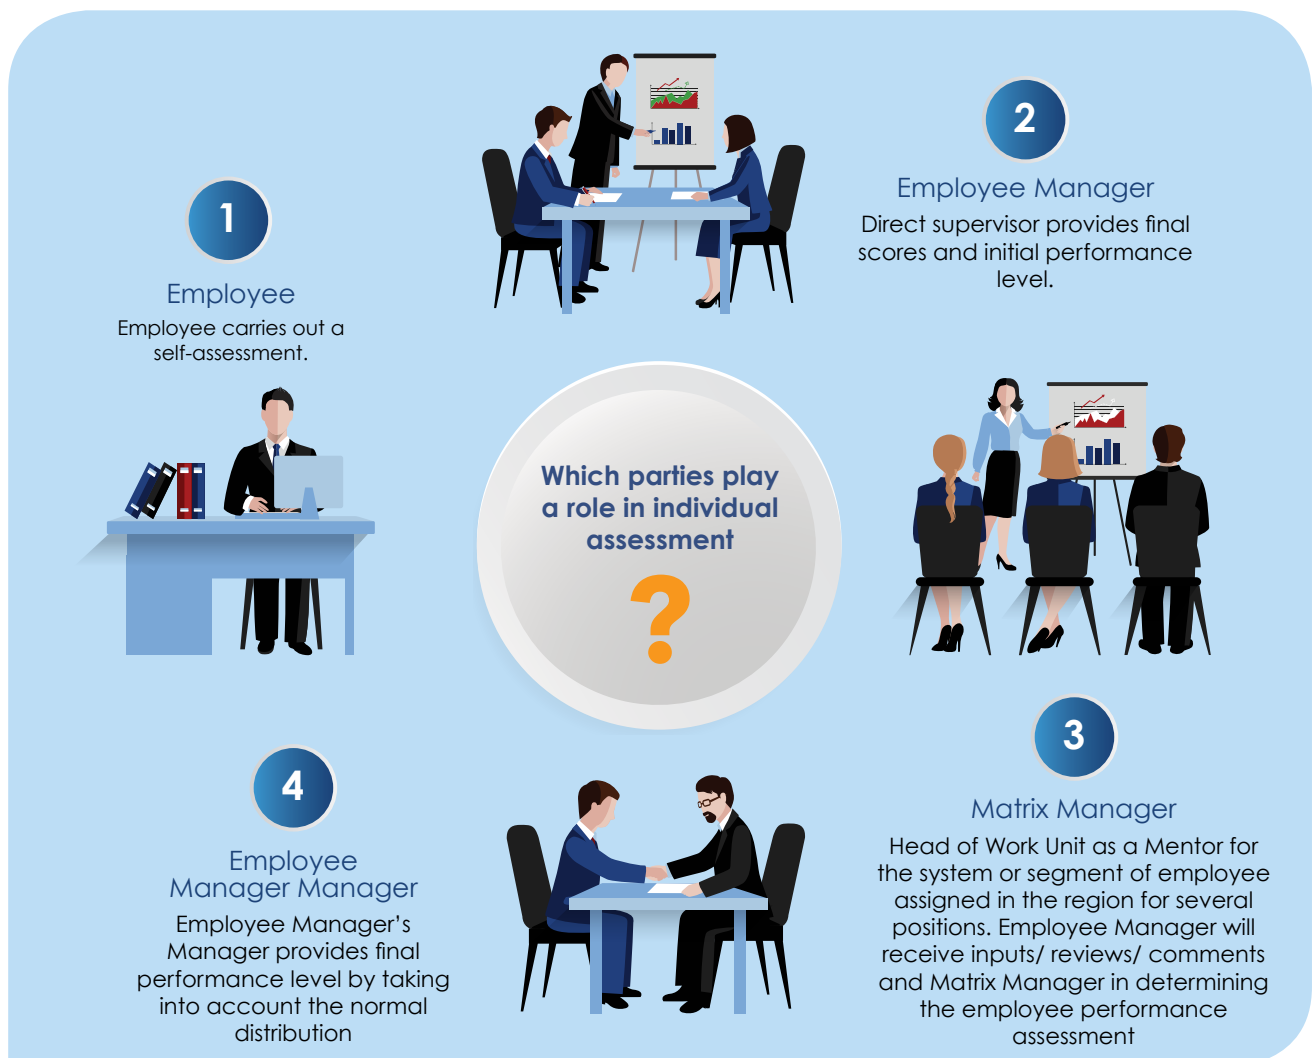 Which parties play
a role in individual
assessment
?
1
Employee
Employee carries out a
self-assessment.
2
Employee Manager
Direct supervisor provides final
scores and initial performance
level.
3
Matrix Manager
Head of Work Unit as a Mentor for
the system or segment of employee
assigned in the region for several
positions. Employee Manager will
receive inputs/ reviews/ comments
and Matrix Manager in determining
the employee performance
assessment
4
Employee
Manager Manager
Employee Manager’s
Manager provides final
performance level by taking
into account the normal
distribution